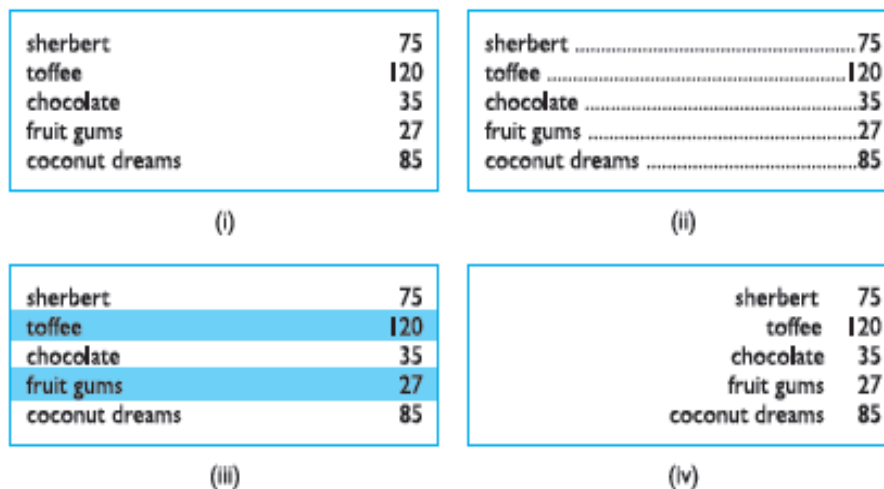 sherbert 75
toffee 120
chocolate 35
fruit gums 27
coconut dreams 85
(i)
sherbert ........................................................... 75
toffee ................................................................. 120
chocolate ......................................................... 35
fruit gums ........................................................ 27
coconut dreams ............................................ 85
(ii)
sherbert 75
toffee 120
chocolate 35
fruit gums 27
coconut dreams 85
(iii)
sherbert 75
toffee 120
chocolate 35
fruit gums 27
coconut dreams 85
(iv)